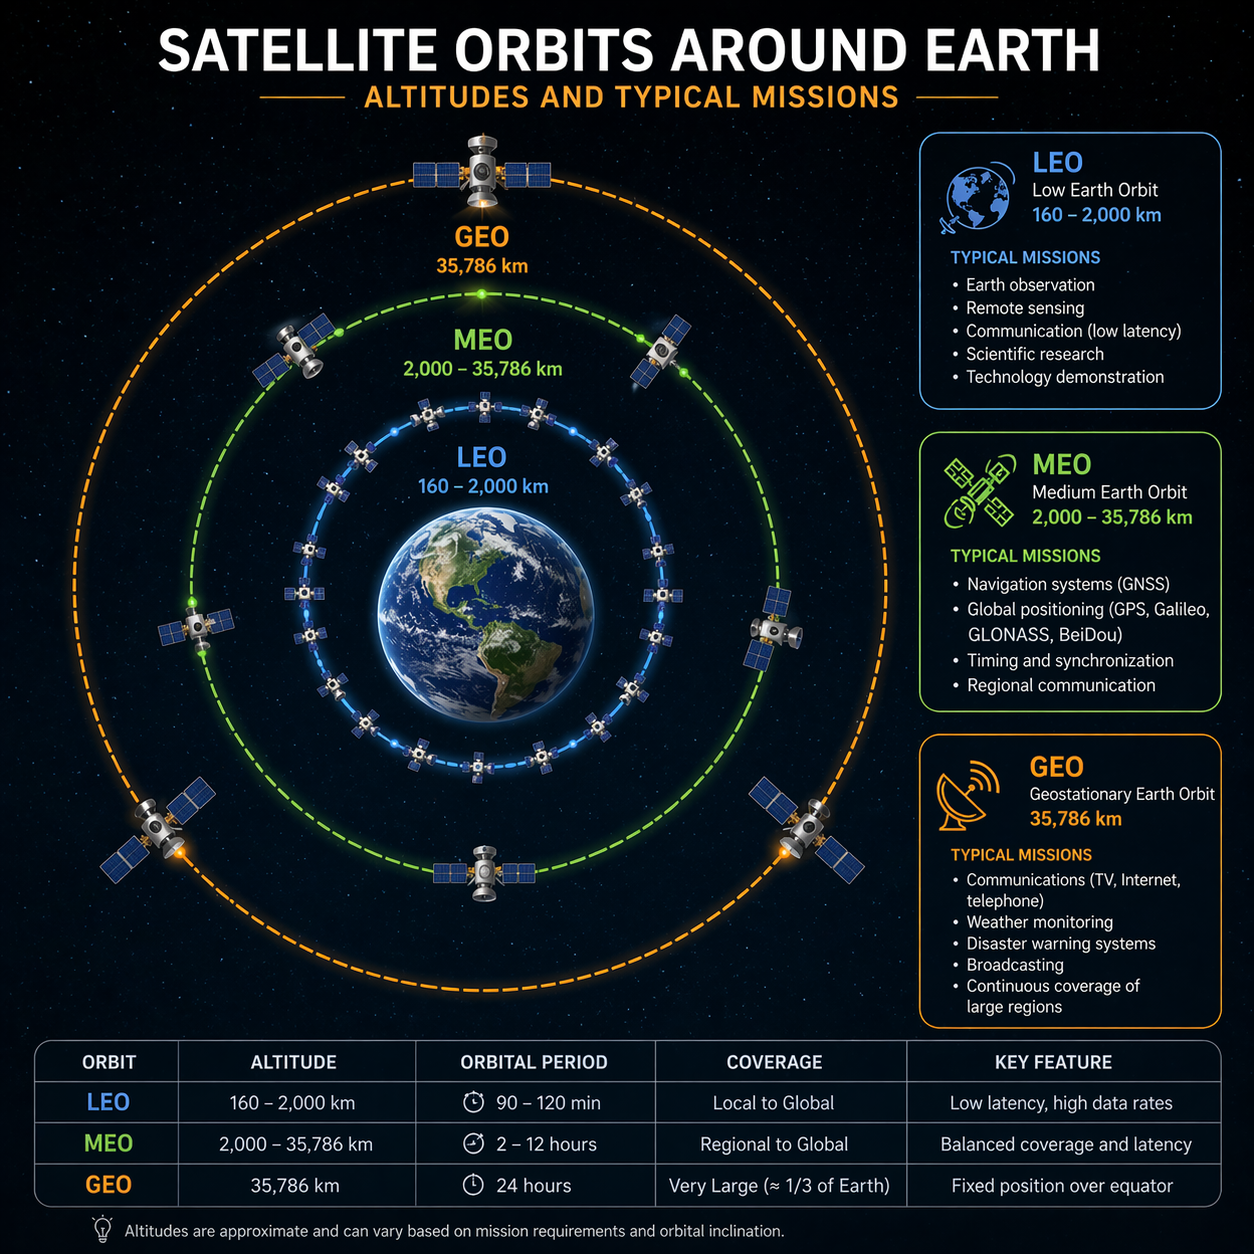 SATELLITE ORBITS AROUND EARTH
ALTITUDES AND TYPICAL MISSIONS
GEO
35,786 km
MEO
2,000 – 35,786 km
LEO
160 – 2,000 km
LEO
Low Earth Orbit
160 – 2,000 km
TYPICAL MISSIONS
• Earth observation
• Remote sensing
• Communication (low latency)
• Scientific research
• Technology demonstration
MEO
Medium Earth Orbit
2,000 – 35,786 km
TYPICAL MISSIONS
• Navigation systems (GNSS)
• Global positioning (GPS, Galileo,
GLONASS, BeiDou)
• Timing and synchronization
• Regional communication
GEO
Geostationary Earth Orbit
35,786 km
TYPICAL MISSIONS
• Communications (TV, Internet,
telephone)
• Weather monitoring
• Disaster warning systems
• Broadcasting
• Continuous coverage of
large regions
ORBIT ALTITUDE ORBITAL PERIOD COVERAGE KEY FEATURE
LEO 160 – 2,000 km 90 – 120 min Local to Global Low latency, high data rates
MEO 2,000 – 35,786 km 2 – 12 hours Regional to Global Balanced coverage and latency
GEO 35,786 km 24 hours Very Large (≈ 1/3 of Earth) Fixed position over equator
Altitudes are approximate and can vary based on mission requirements and orbital inclination.